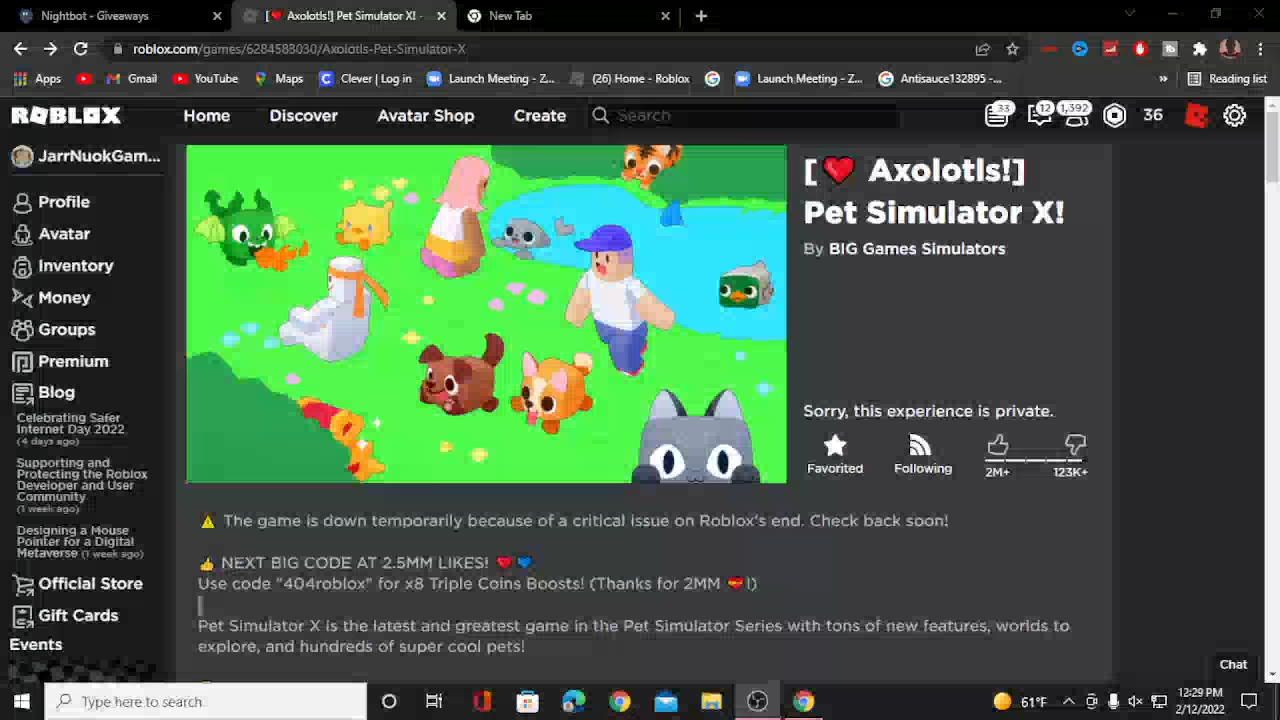 Nightbot - Giveaways
[❤️ Axolotls!] Pet Simulator X! -
New Tab
roblox.com/games/6284583030/Axolotls-Pet-Simulator-X
Apps
Gmail
YouTube
Maps
Clever | Log in
Launch Meeting - Z...
(26) Home - Roblox
Launch Meeting - Z...
Antisauce132895 -...
»
Reading list
ROBLOX
Home
Discover
Avatar Shop
Create
Search
33
12
1,392
36
JarrNuokGam...
Profile
Avatar
Inventory
Money
Groups
Premium
Blog
Celebrating Safer
Internet Day 2022
(4 days ago)
Supporting and
Protecting the Roblox
Developer and User
Community
(1 week ago)
Designing a Mouse
Pointer for a Digital
Metaverse (1 week ago)
Official Store
Gift Cards
Events
[❤️ Axolotls!]
Pet Simulator X!
By BIG Games Simulators
Sorry, this experience is private.
Favorited
Following
2M+
123K+
⚠️ The game is down temporarily because of a critical issue on Roblox's end. Check back soon!
👍 NEXT BIG CODE AT 2.5MM LIKES! ❤️💙
Use code "404roblox" for x8 Triple Coins Boosts! (Thanks for 2MM ❤️!)
Pet Simulator X is the latest and greatest game in the Pet Simulator Series with tons of new features, worlds to
explore, and hundreds of super cool pets!
Chat
Type here to search
61°F
12:29 PM
2/12/2022